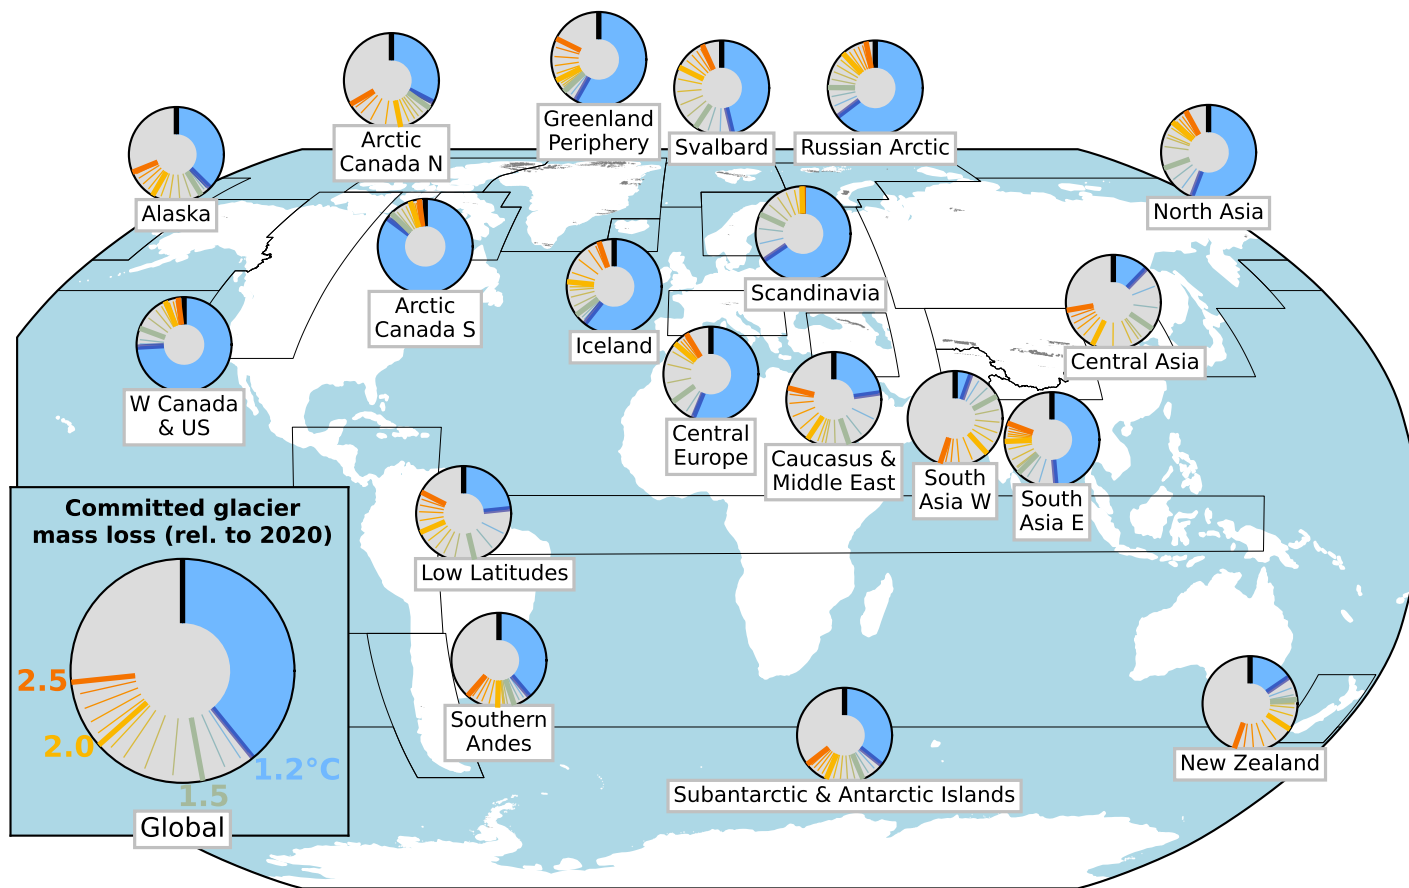 Arctic
Canada N
Greenland
Periphery
Svalbard
Russian Arctic
Alaska
North Asia
Arctic
Canada S
Scandinavia
Iceland
Central Asia
W Canada
& US
Central
Europe
Caucasus &
Middle East
South
Asia W
South
Asia E
Committed glacier
mass loss (rel. to 2020)
2.5
2.0
1.2°C
1.5
Global
Low Latitudes
Southern
Andes
New Zealand
Subantarctic & Antarctic Islands